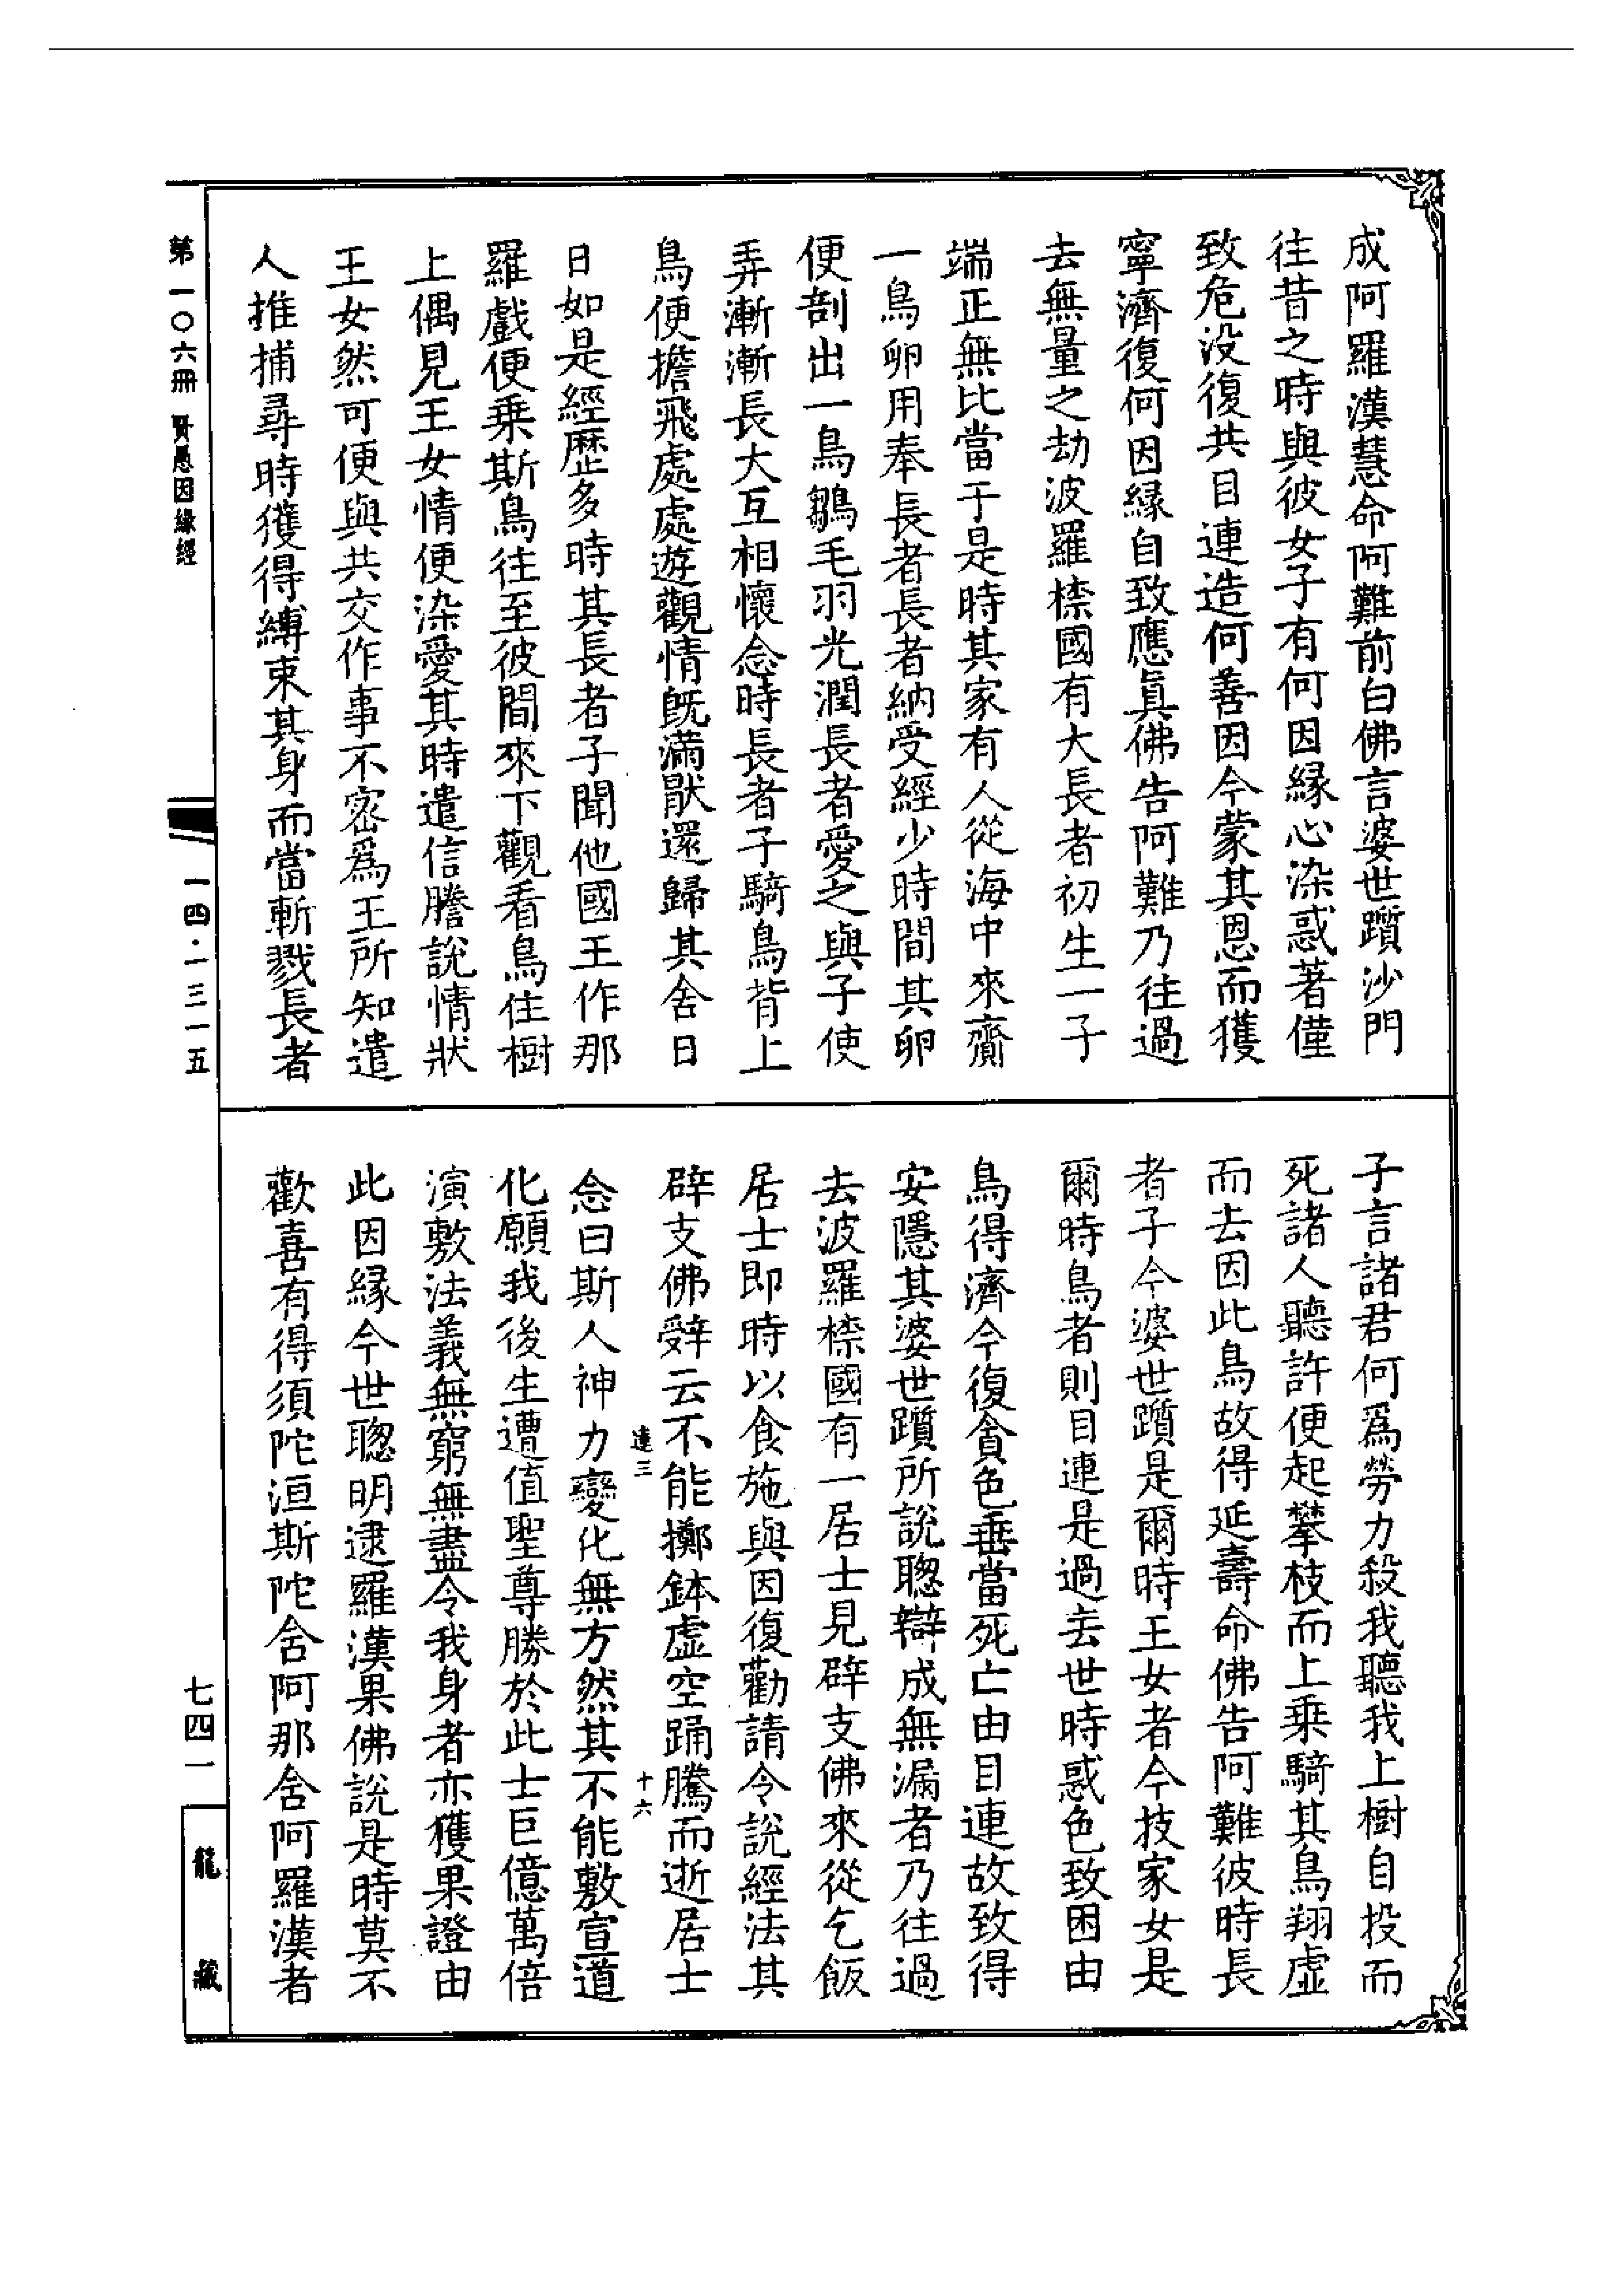 成阿羅漢慧命阿難前白佛言婆世躓沙門
往昔之時與彼女子有何因緣心染惑著僅
致危没復共目連造何善因今蒙其恩而獲
寧濟復何因緣自致應眞佛告阿難乃往過
去無量之劫波羅㮈國有大長者初生一子
端正無比當于是時其家有人從海中來齎
一鳥卵用奉長者長者納受經少時間其卵
便剖出一鳥鶵毛羽光潤長者愛之與子使
弄漸漸長大互相懷念時長者子騎鳥背上
鳥便擔飛處處遊觀情既滿猒還歸其舍日
日如是經歷多時其長者子聞他國王作那
羅戲便乗斯鳥往至彼間來下觀看鳥住樹
上偶見王女情便染愛其時遣信謄說情狀
王女然可便與共交作事不密爲王所知遣
人推捕尋時獲得縛束其身而當斬戮長者
子言諸君何爲勞力殺我聽我上樹自投而
死諸人聽許便起攀枝而上乗騎其鳥翔虛
而去因此鳥故得延壽命佛告阿難彼時長
者子今婆世躓是爾時王女者今技家女是
爾時鳥者則目連是過去世時惑色致困由
鳥得濟今復貪色垂當死亡由目連故致得
安隱其婆世躓所說聦辯成無漏者乃往過
去波羅㮈國有一居士見辟支佛來從乞飯
居士即時以食施與因復勸請令說經法其
辟支佛辤云不能擲鉢虛空踊騰而逝居士
達三
十六
念曰斯人神力變化無方然其不能敷宣道
化願我後生遭值聖尊勝於此士巨億萬倍
演敷法義無窮無盡令我身者亦獲果證由
此因緣今世聦明逮羅漢果佛說是時莫不
歡喜有得須陀洹斯陀含阿那含阿羅漢者
第一〇六冊 賢愚因緣經
一四·一三一五
七四一
龍藏